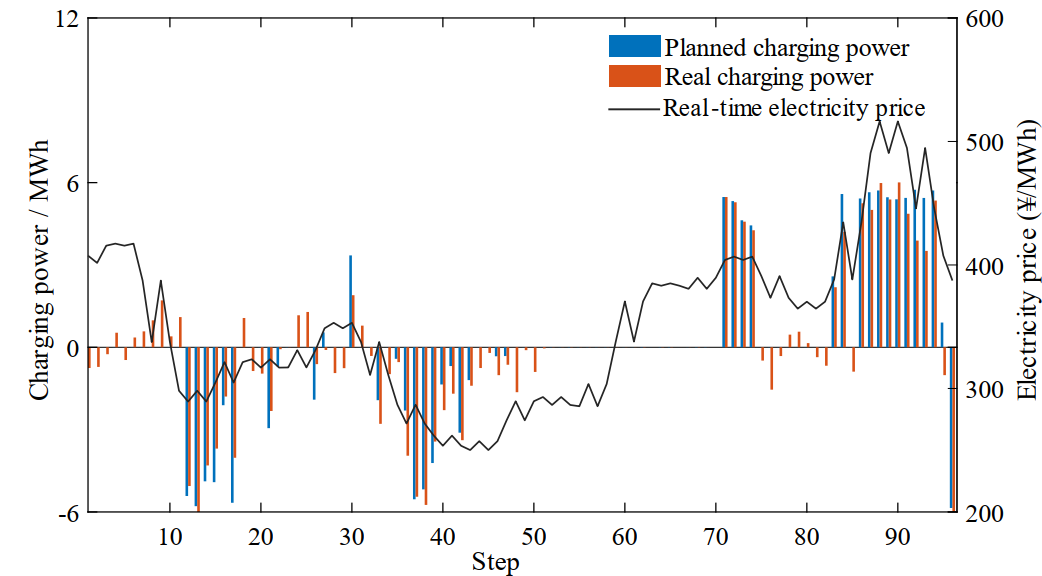 12
600
Planned charging power
Real charging power
Real-time electricity price
500
6
Charging power / MWh
Electricity price (¥/MWh)
400
0
300
-6
200
10 20 30 40 50 60 70 80 90
Step